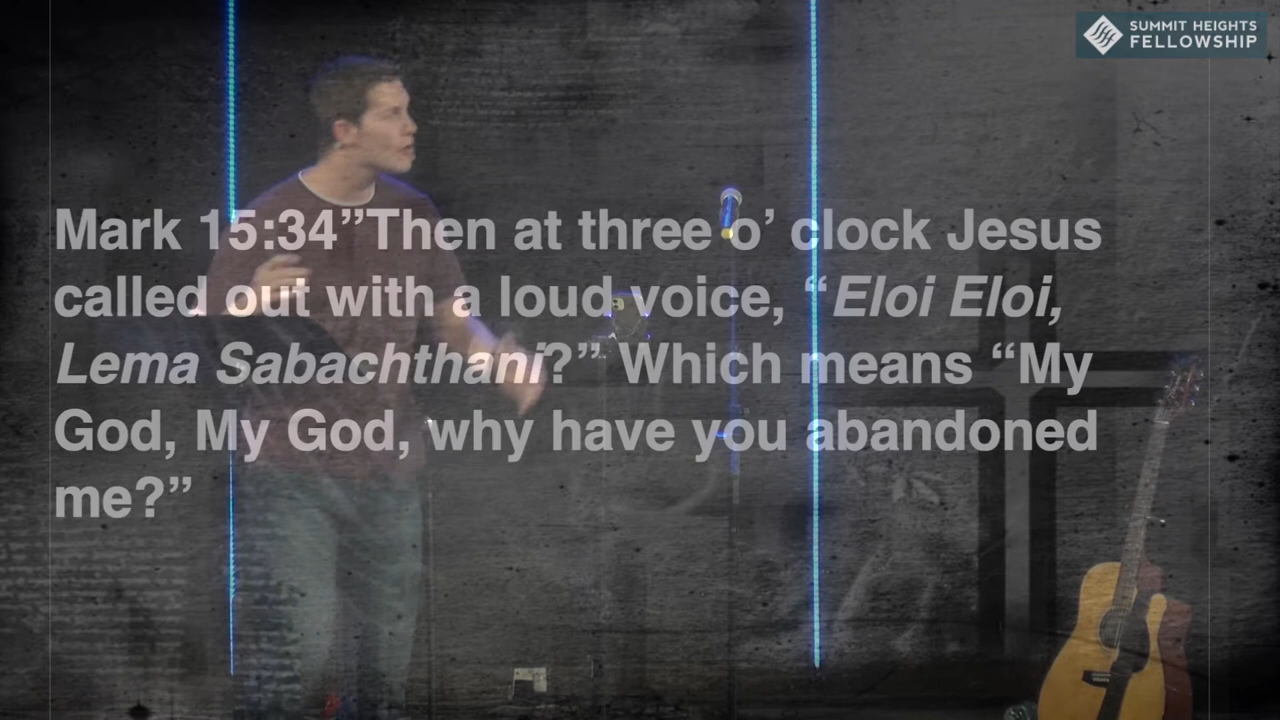 SUMMIT HEIGHTS
FELLOWSHIP
Mark 15:34”Then at three o’ clock Jesus
called out with a loud voice, “Eloi Eloi,
Lema Sabachthani?” Which means “My
God, My God, why have you abandoned
me?”